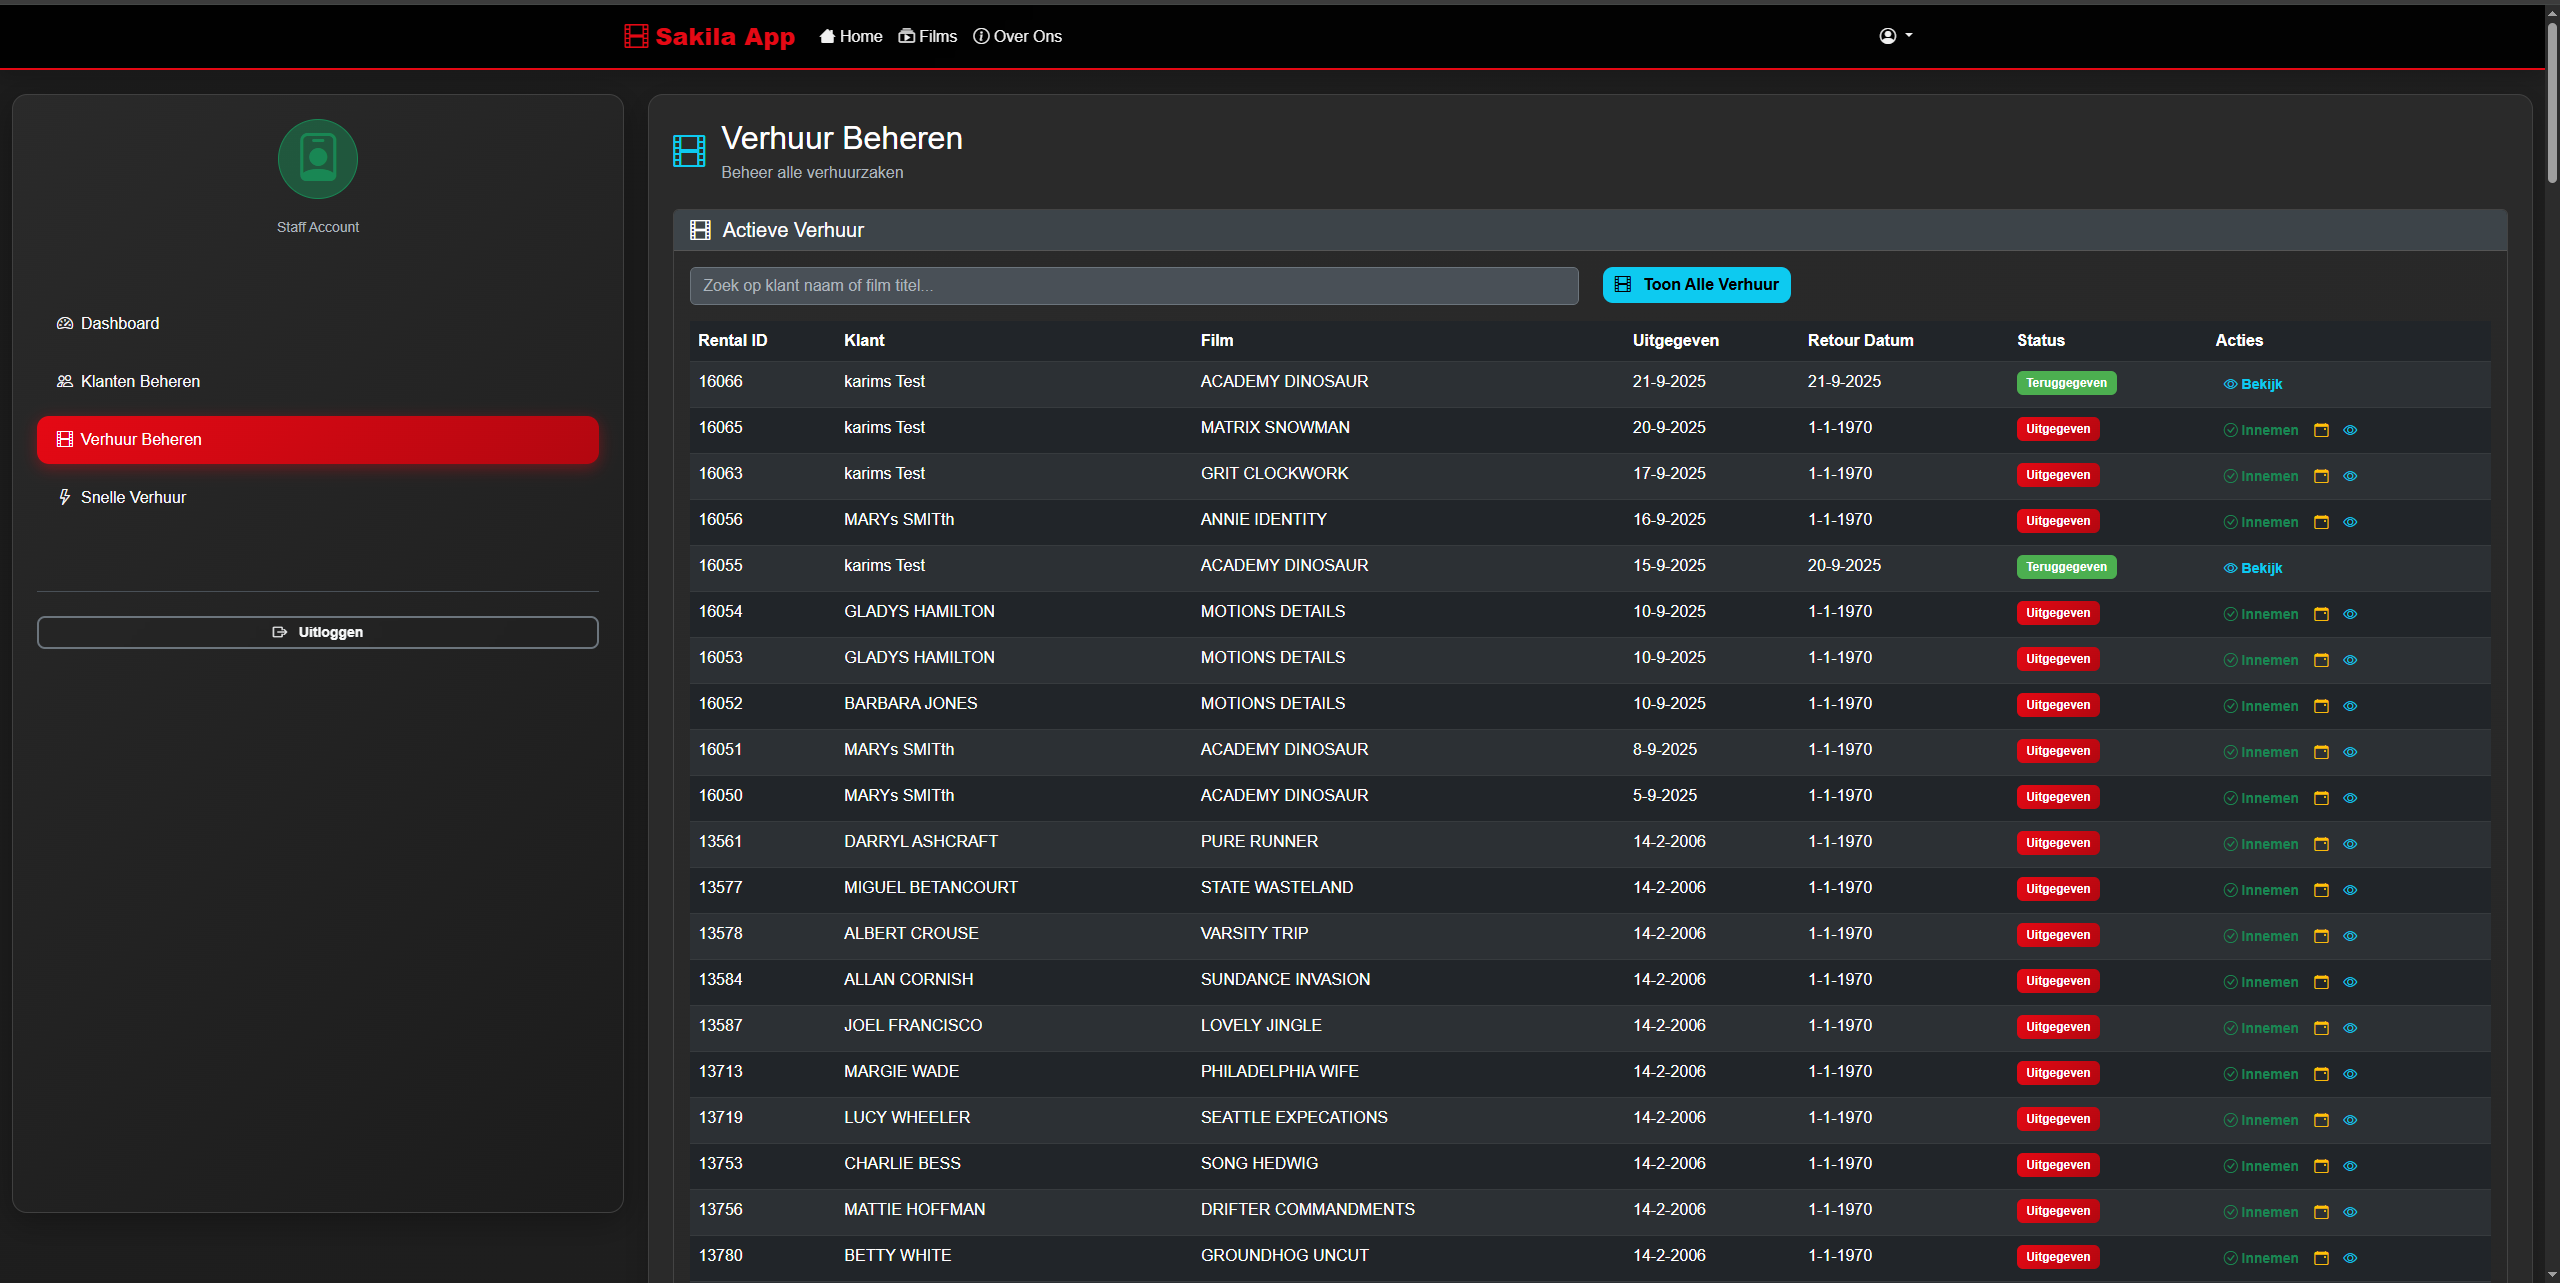 Sakila App Home Films Over Ons
Staff Account
Dashboard
Klanten Beheren
Verhuur Beheren
Snelle Verhuur
Uitloggen
Verhuur Beheren
Beheer alle verhuurzaken
Actieve Verhuur
Zoek op klant naam of film titel... Toon Alle Verhuur
Rental ID Klant Film Uitgegeven Retour Datum Status Acties
16066 karims Test ACADEMY DINOSAUR 21-9-2025 21-9-2025 Teruggegeven Bekijk
16065 karims Test MATRIX SNOWMAN 20-9-2025 1-1-1970 Uitgegeven Innemen
16063 karims Test GRIT CLOCKWORK 17-9-2025 1-1-1970 Uitgegeven Innemen
16056 MARYs SMITth ANNIE IDENTITY 16-9-2025 1-1-1970 Uitgegeven Innemen
16055 karims Test ACADEMY DINOSAUR 15-9-2025 20-9-2025 Teruggegeven Bekijk
16054 GLADYS HAMILTON MOTIONS DETAILS 10-9-2025 1-1-1970 Uitgegeven Innemen
16053 GLADYS HAMILTON MOTIONS DETAILS 10-9-2025 1-1-1970 Uitgegeven Innemen
16052 BARBARA JONES MOTIONS DETAILS 10-9-2025 1-1-1970 Uitgegeven Innemen
16051 MARYs SMITth ACADEMY DINOSAUR 8-9-2025 1-1-1970 Uitgegeven Innemen
16050 MARYs SMITth ACADEMY DINOSAUR 5-9-2025 1-1-1970 Uitgegeven Innemen
13561 DARRYL ASHCRAFT PURE RUNNER 14-2-2006 1-1-1970 Uitgegeven Innemen
13577 MIGUEL BETANCOURT STATE WASTELAND 14-2-2006 1-1-1970 Uitgegeven Innemen
13578 ALBERT CROUSE VARSITY TRIP 14-2-2006 1-1-1970 Uitgegeven Innemen
13584 ALLAN CORNISH SUNDANCE INVASION 14-2-2006 1-1-1970 Uitgegeven Innemen
13587 JOEL FRANCISCO LOVELY JINGLE 14-2-2006 1-1-1970 Uitgegeven Innemen
13713 MARGIE WADE PHILADELPHIA WIFE 14-2-2006 1-1-1970 Uitgegeven Innemen
13719 LUCY WHEELER SEATTLE EXPECATIONS 14-2-2006 1-1-1970 Uitgegeven Innemen
13753 CHARLIE BESS SONG HEDWIG 14-2-2006 1-1-1970 Uitgegeven Innemen
13756 MATTIE HOFFMAN DRIFTER COMMANDMENTS 14-2-2006 1-1-1970 Uitgegeven Innemen
13780 BETTY WHITE GROUNDHOG UNCUT 14-2-2006 1-1-1970 Uitgegeven Innemen